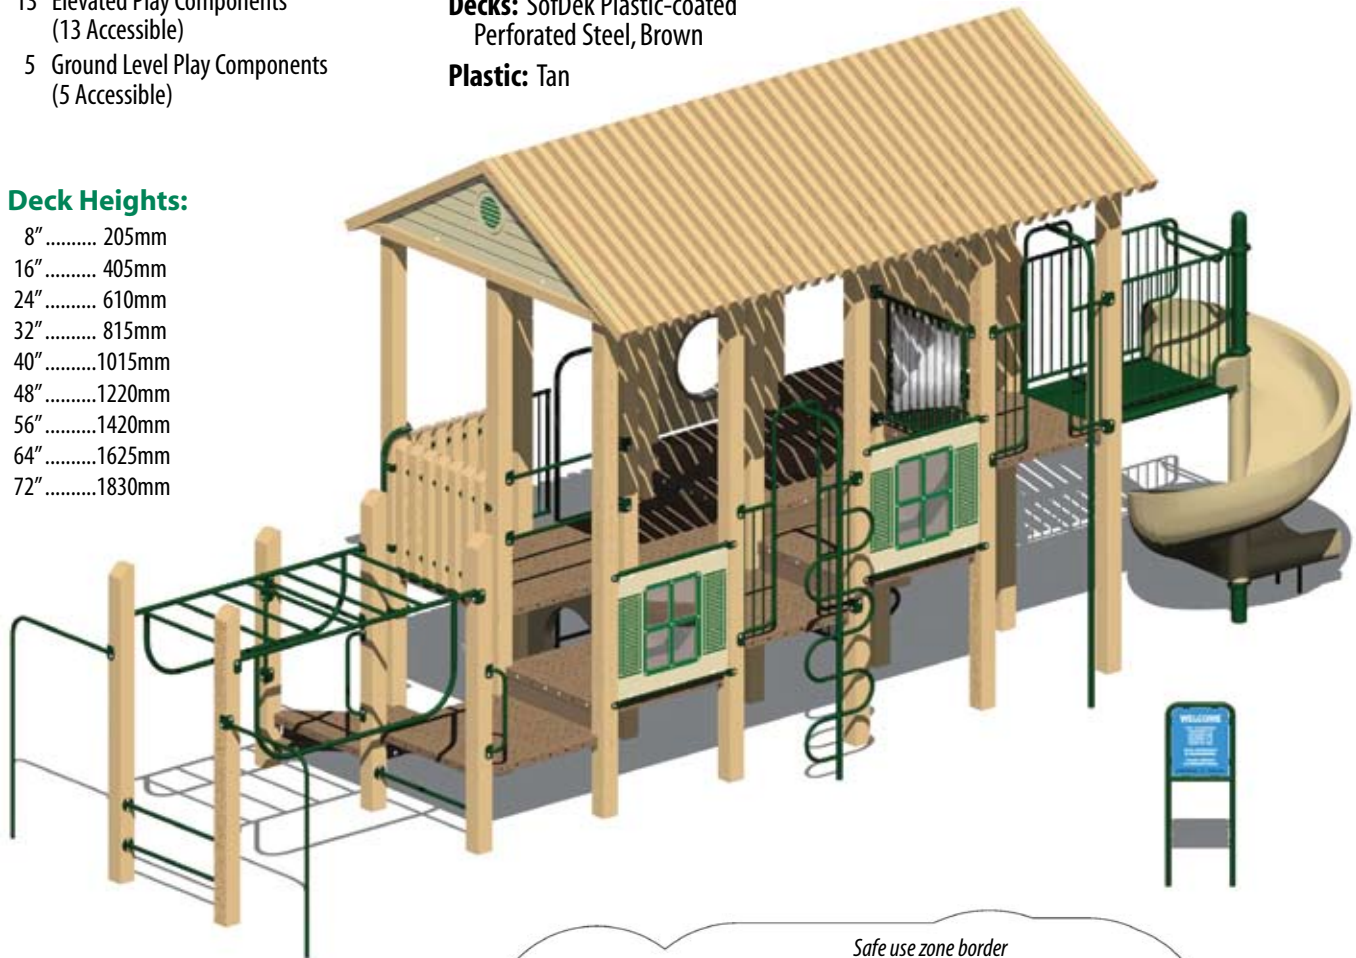 13 Elevated Play Components
(13 Accessible)
5 Ground Level Play Components
(5 Accessible)
Decks: SofDek Plastic-coated
Perforated Steel, Brown
Plastic: Tan
Deck Heights:
8".......... 205mm
16".......... 405mm
24".......... 610mm
32".......... 815mm
40"..........1015mm
48"..........1220mm
56"..........1420mm
64"..........1625mm
72"..........1830mm
WELCOME
Safe use zone border